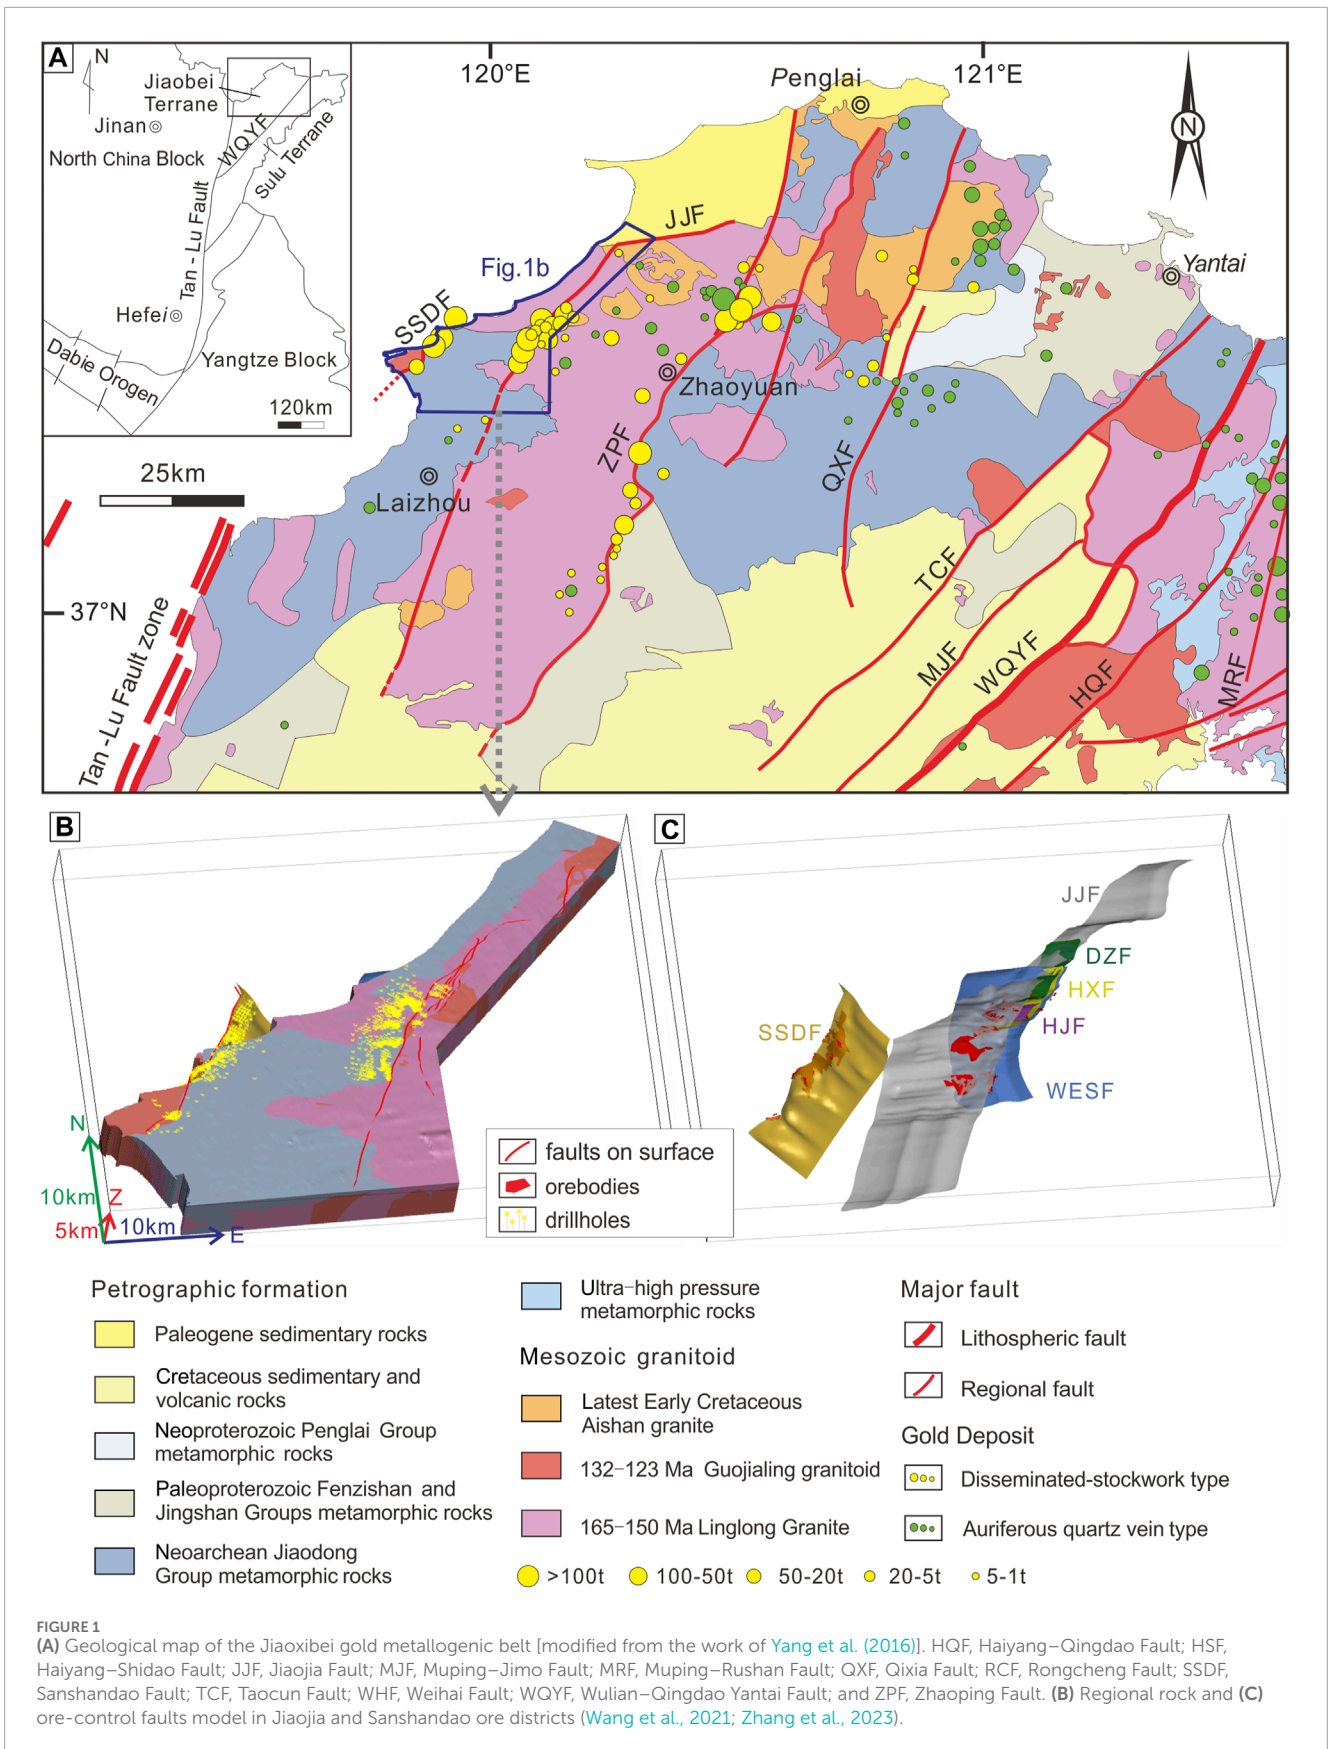 A
N
Jiaobei
Terrane
Jinan
North China Block
WQYF
Sulu Terrane
Tan - Lu Fault
Hefei
Dabie Orogen
Yangtze Block
120km
120°E
121°E
Penglai
N
JJF
Fig.1b
Yantai
SSDF
Zhaoyuan
ZPF
QXF
25km
Laizhou
37°N
Tan -Lu Fault zone
TCF
MJF
WQYF
HQF
MRF
B
N
10km
Z
5km
10km
E
C
JJF
DZF
HXF
HJF
SSDF
WESF
faults on surface
orebodies
drillholes
Petrographic formation
Paleogene sedimentary rocks
Cretaceous sedimentary and
volcanic rocks
Neoproterozoic Penglai Group
metamorphic rocks
Paleoproterozoic Fenzishan and
Jingshan Groups metamorphic rocks
Neoarchean Jiaodong
Group metamorphic rocks
Ultra-high pressure
metamorphic rocks
Mesozoic granitoid
Latest Early Cretaceous
Aishan granite
132-123 Ma Guojialing granitoid
165-150 Ma Linglong Granite
Major fault
Lithospheric fault
Regional fault
Gold Deposit
Disseminated-stockwork type
Auriferous quartz vein type
>100t 100-50t 50-20t 20-5t 5-1t
FIGURE 1
(A) Geological map of the Jiaoxibei gold metallogenic belt [modified from the work of Yang et al. (2016)]. HQF, Haiyang–Qingdao Fault; HSF,
Haiyang–Shidao Fault; JJF, Jiaojia Fault; MJF, Muping–Jimo Fault; MRF, Muping–Rushan Fault; QXF, Qixia Fault; RCF, Rongcheng Fault; SSDF,
Sanshandao Fault; TCF, Taocun Fault; WHF, Weihai Fault; WQYF, Wulian–Qingdao Yantai Fault; and ZPF, Zhaoping Fault. (B) Regional rock and (C)
ore-control faults model in Jiaojia and Sanshandao ore districts (Wang et al., 2021; Zhang et al., 2023).